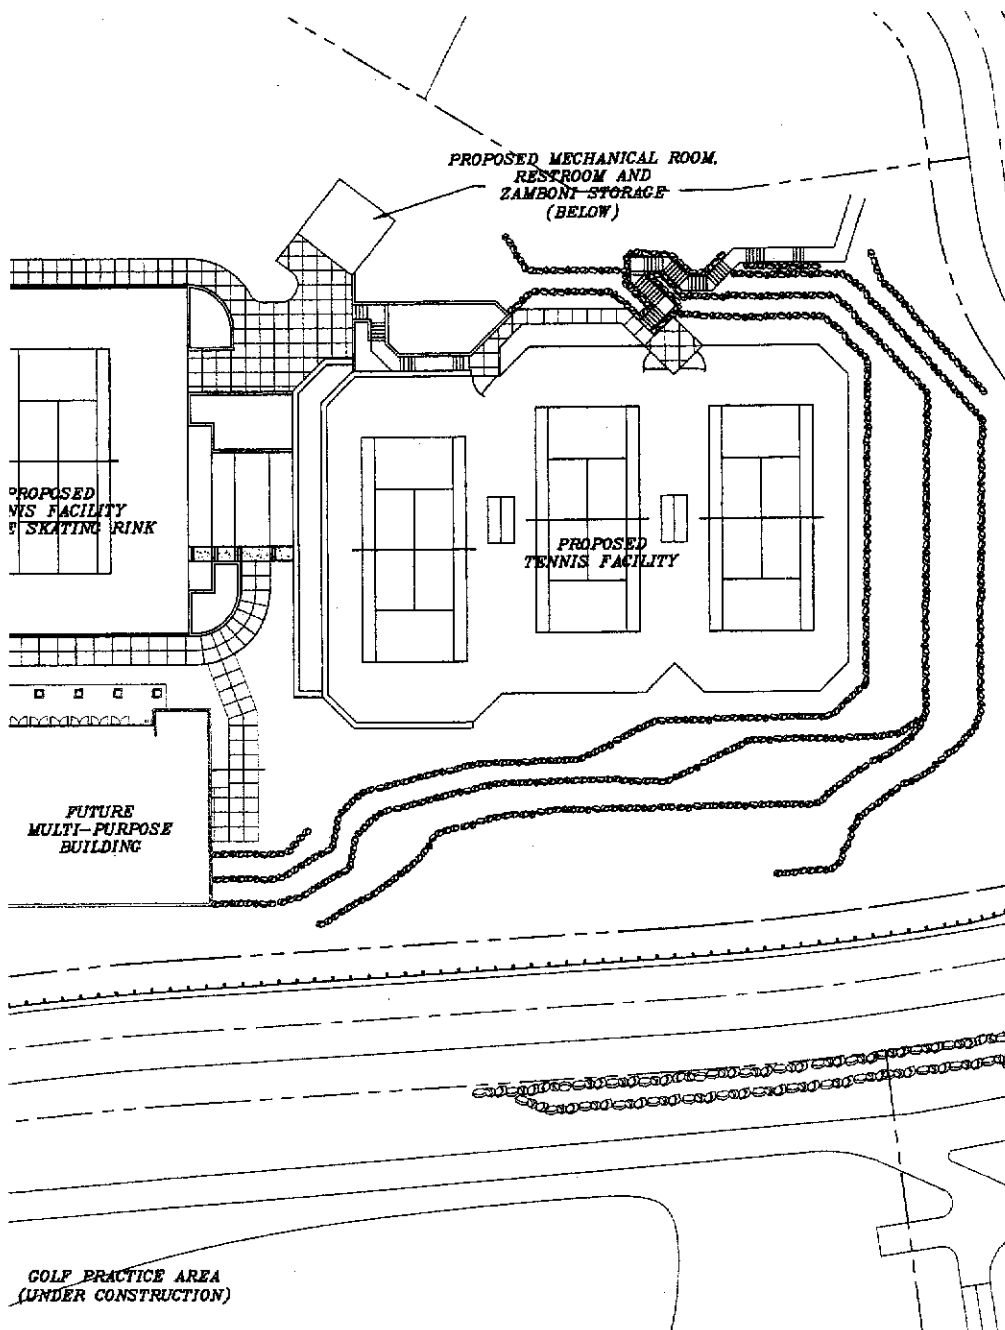 PROPOSED MECHANICAL ROOM,
RESTROOM AND
ZAMBONI STORAGE
(BELOW)
PROPOSED
NIS FACILITY
E SKATING RINK
PROPOSED
TENNIS FACILITY
FUTURE
MULTI-PURPOSE
BUILDING
GOLF PRACTICE AREA
(UNDER CONSTRUCTION)